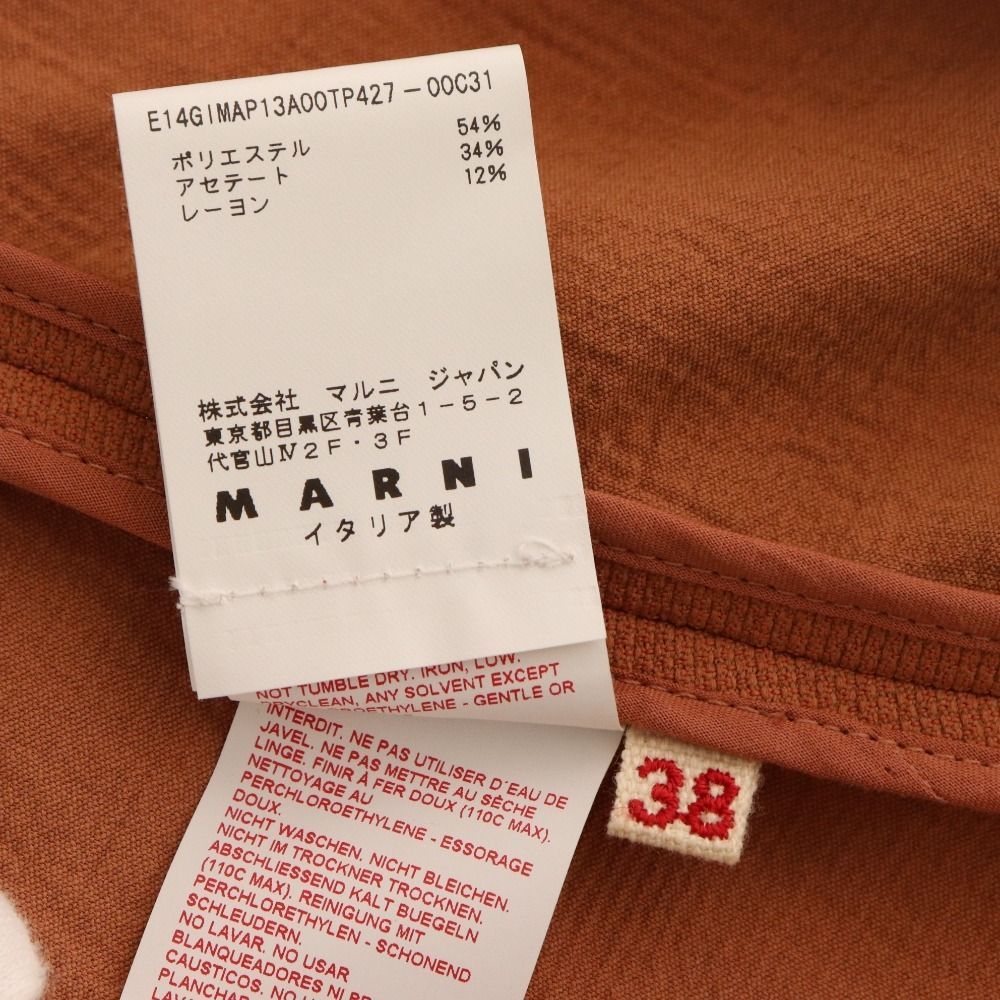 E14GIMAP13A00TP427-00C31
ポリエステル 54%
アセテート 34%
レーヨン 12%
株式会社 マルニ ジャパン
東京都目黒区青葉台1-5-2
代官山Ⅳ2F・3F
MARNI
イタリア製
NOT TUMBLE DRY. IRON, LOW.
ANY SOLVENT EXCEPT
- GENTLE OR
INTERDIT. NE PAS UTILISER D'EAU DE
JAVEL. NE PAS METTRE AU SÈCHE
LINGE. FINIR À FER DOUX (110C MAX).
NETTOYAGE AU
PERCHLOROETHYLENE - ESSORAGE
DOUX.
NICHT WASCHEN. NICHT BLEICHEN.
NICHT IM TROCKNER TROCKNEN.
ABSCHLIESSEND KALT BUEGELN
(110C MAX). REINIGUNG MIT
PERCHLORETHYLEN - SCHONEND
SCHLEUDERN.
NO LAVAR. NO USAR
BLANQUEADORES NI
CAUSTICOS. NO
38